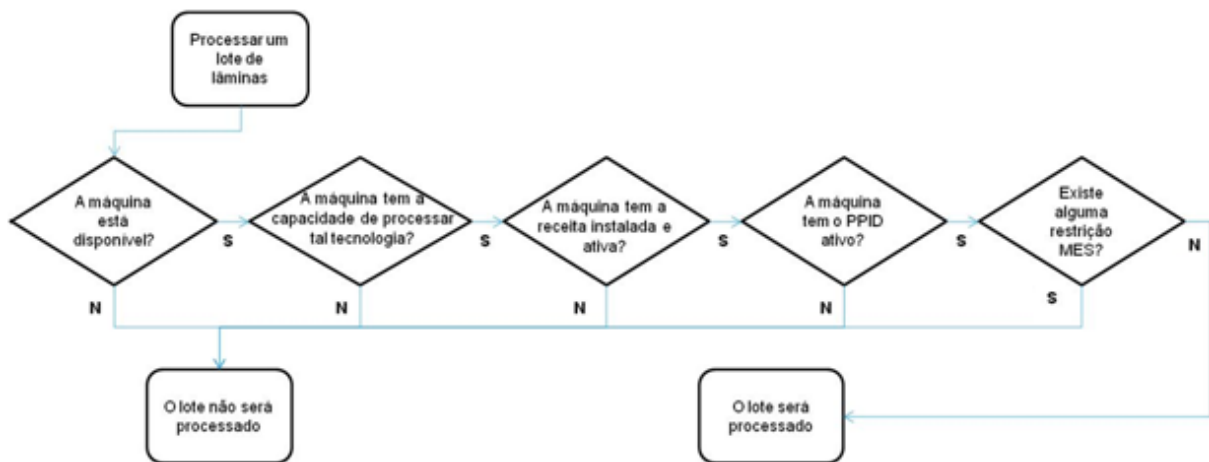 Processar um
lote de
lâminas
A máquina
está
disponível?
S
N
A máquina tem a
capacidade de processar
tal tecnologia?
S
N
A máquina tem a
receita instalada e
ativa?
S
N
A máquina
tem o PPID
ativo?
S
N
Existe
alguma
restrição
MES?
N
S
O lote não será
processado
O lote será
processado